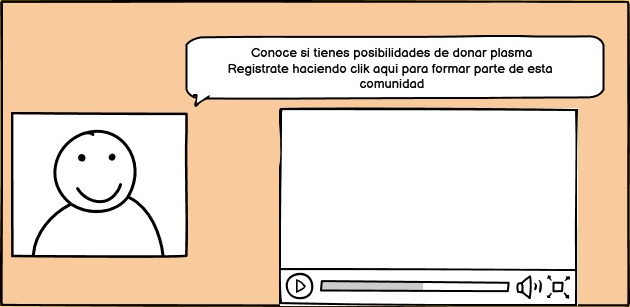 Conoce si tienes posibilidades de donar plasma
Registrate haciendo clik aqui para formar parte de esta
comunidad